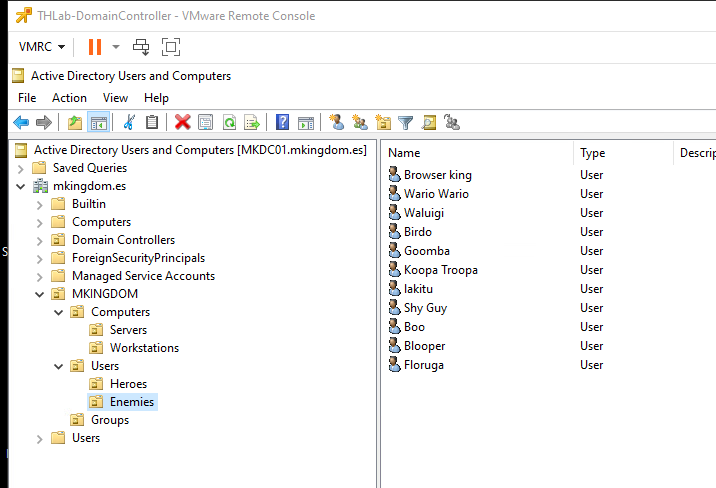 THLab-DomainController - VMware Remote Console
VMRC
Active Directory Users and Computers
File Action View Help
Active Directory Users and Computers [MKDC01.mkingdom.es]
Saved Queries
mkingdom.es
Builtin
Computers
Domain Controllers
ForeignSecurityPrincipals
Managed Service Accounts
MKINGDOM
Computers
Servers
Workstations
Users
Heroes
Enemies
Groups
Users
Name Type Descrip
Browser king User
Wario Wario User
Waluigi User
Birdo User
Goomba User
Koopa Troopa User
lakitu User
Shy Guy User
Boo User
Blooper User
Floruga User